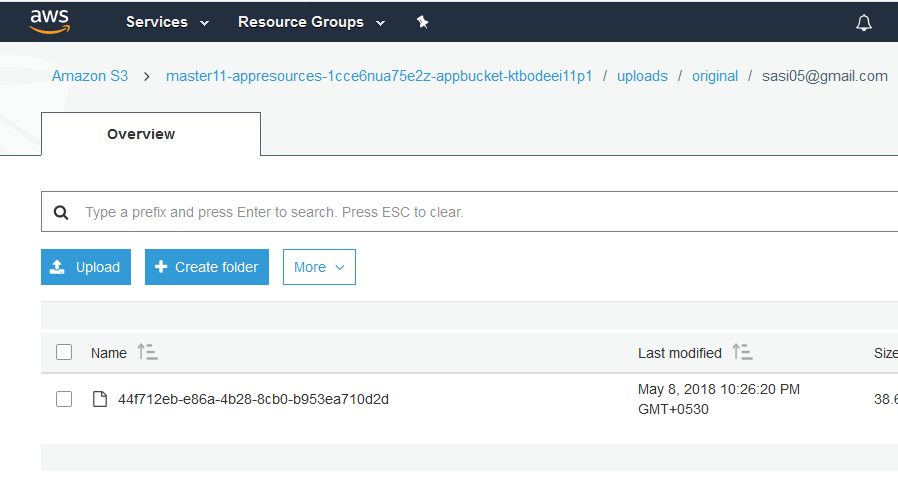 aws Services Resource Groups
Amazon S3 > master11-appresources-1cce6nua75e2z-appbucket-ktbodeei11p1 / uploads / original / sasi05@gmail.com
Overview
Type a prefix and press Enter to search. Press ESC to clear.
Upload Create folder More
Name Last modified Size
44f712eb-e86a-4b28-8cb0-b953ea710d2d May 8, 2018 10:26:20 PM 38.6
GMT+0530